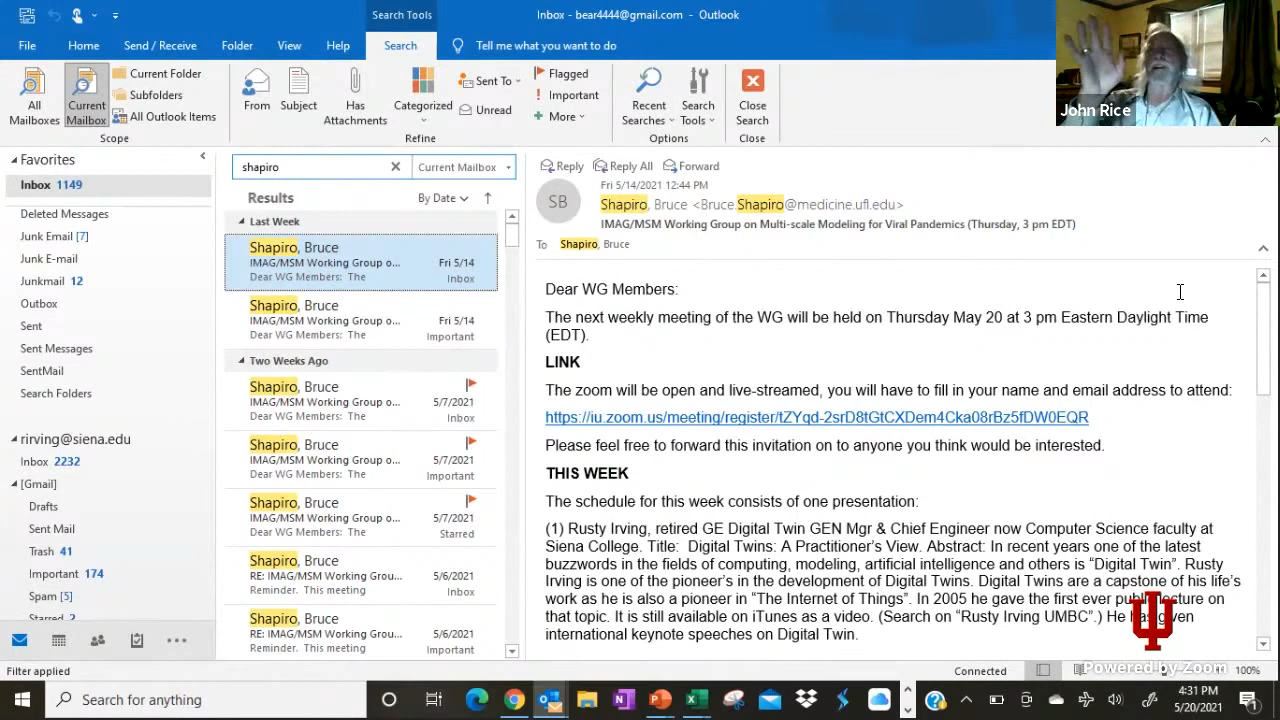 Search Tools
Inbox - bear4444@gmail.com - Outlook
File
Home
Send / Receive
Folder
View
Help
Search
Tell me what you want to do
All Mailboxes
Current Mailbox
Current Folder
Subfolders
All Outlook Items
Scope
From
Subject
Has Attachments
Categorized
Sent To
Unread
Flagged
Important
More
Refine
Recent Searches
Search Tools
Options
Close Search
Close
John Rice
Favorites
Inbox 1149
Deleted Messages
Junk Email [7]
Junk E-mail
Junkmail 12
Outbox
Sent
Sent Messages
SentMail
Search Folders
rirving@siena.edu
Inbox 2232
[Gmail]
Drafts
Sent Mail
Trash 41
Important 174
Spam [5]
Starred 2
shapiro
Current Mailbox
Results
By Date
Last Week
Shapiro, Bruce
IMAG/MSM Working Group o... Fri 5/14
Dear WG Members: The Inbox
Shapiro, Bruce
IMAG/MSM Working Group o... Fri 5/14
Dear WG Members: The Important
Two Weeks Ago
Shapiro, Bruce
IMAG/MSM Working Group o... 5/7/2021
Dear WG Members: The Inbox
Shapiro, Bruce
IMAG/MSM Working Group o... 5/7/2021
Dear WG Members: The Important
Shapiro, Bruce
IMAG/MSM Working Group o... 5/7/2021
Dear WG Members: The Starred
Shapiro, Bruce
RE: IMAG/MSM Working Grou... 5/6/2021
Reminder. This meeting Inbox
Shapiro, Bruce
RE: IMAG/MSM Working Grou... 5/6/2021
Reminder. This meeting Important
Reply
Reply All
Forward
SB
Fri 5/14/2021 12:44 PM
Shapiro, Bruce <Bruce Shapiro@medicine.ufl.edu>
IMAG/MSM Working Group on Multi-scale Modeling for Viral Pandemics (Thursday, 3 pm EDT)
To Shapiro, Bruce
Dear WG Members:
The next weekly meeting of the WG will be held on Thursday May 20 at 3 pm Eastern Daylight Time
(EDT).
LINK
The zoom will be open and live-streamed, you will have to fill in your name and email address to attend:
https://iu.zoom.us/meeting/register/tZYqd-2srD8tGtCXDem4Cka08rBz5fDW0EQR
Please feel free to forward this invitation on to anyone you think would be interested.
THIS WEEK
The schedule for this week consists of one presentation:
(1) Rusty Irving, retired GE Digital Twin GEN Mgr & Chief Engineer now Computer Science faculty at
Siena College. Title: Digital Twins: A Practitioner's View. Abstract: In recent years one of the latest
buzzwords in the fields of computing, modeling, artificial intelligence and others is “Digital Twin”. Rusty
Irving is one of the pioneer's in the development of Digital Twins. Digital Twins are a capstone of his life's
work as he is also a pioneer in “The Internet of Things”. In 2005 he gave the first ever public lecture on
that topic. It is still available on iTunes as a video. (Search on “Rusty Irving UMBC”.) He has given
international keynote speeches on Digital Twin.
Powered by Zoom
Filter applied
Connected
100%
Search for anything
4:31 PM
5/20/2021
1